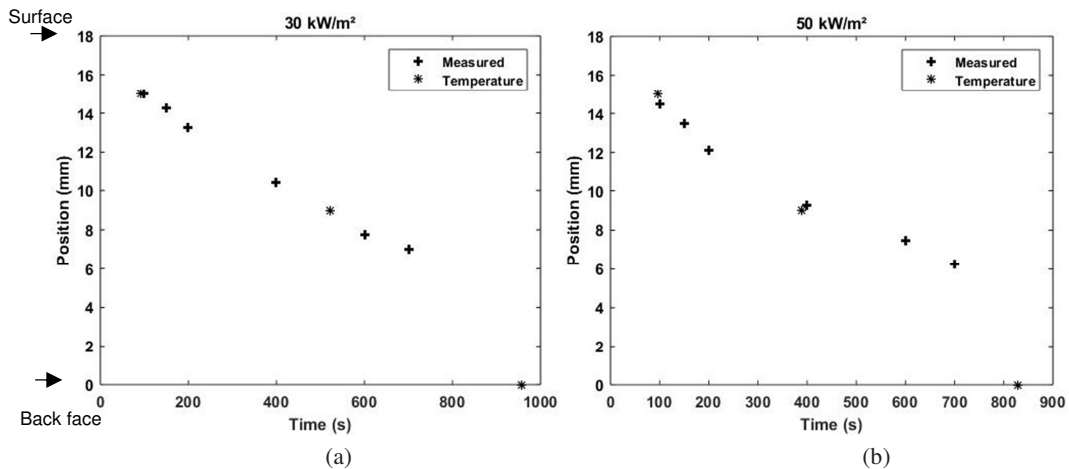 Surface
30 kW/m²
50 kW/m²
18
16
14
12
10
8
6
4
2
0
Position (mm)
Measured
Temperature
0 200 400 600 800 1000
Time (s)
18
16
14
12
10
8
6
4
2
0
Position (mm)
Measured
Temperature
0 100 200 300 400 500 600 700 800 900
Time (s)
Back face
(a)
(b)